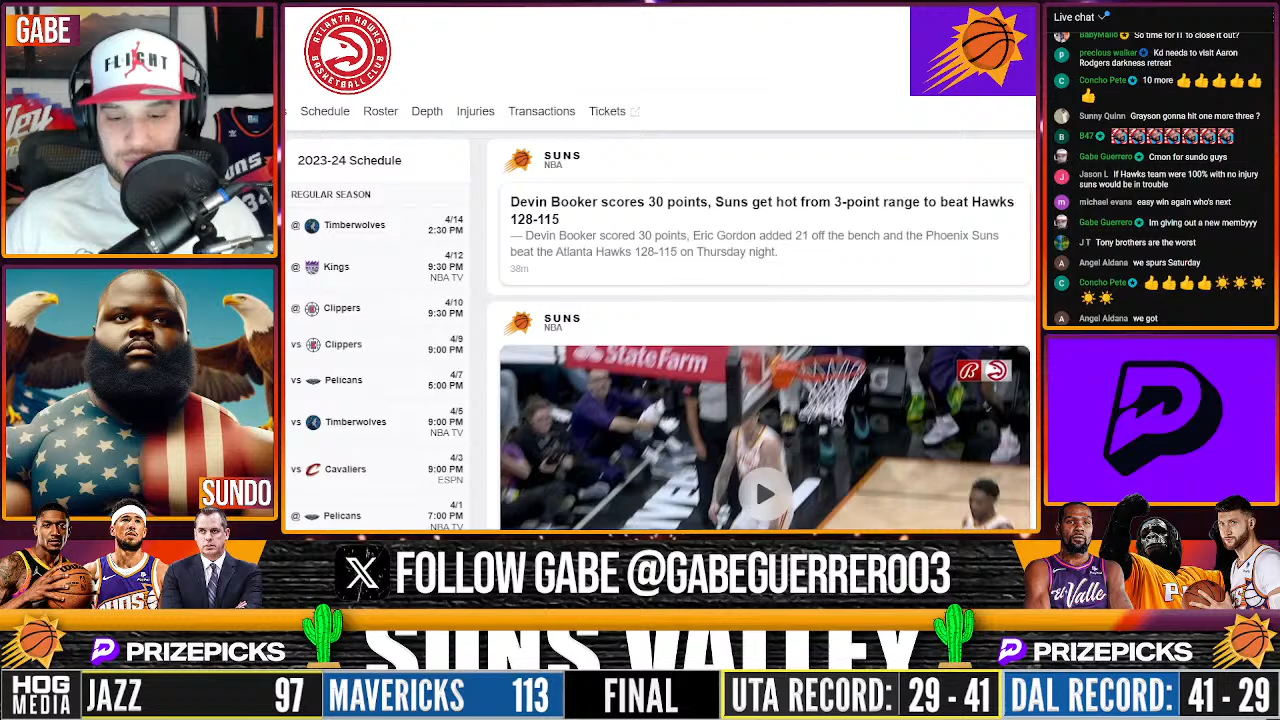 GABE
FLIGHT
SUNDO
ATLANTA HAWKS
BASKETBALL CLUB
Schedule
Roster
Depth
Injuries
Transactions
Tickets
2023-24 Schedule
REGULAR SEASON
@ Timberwolves 4/14 2:30 PM
@ Kings 4/12 9:30 PM NBA TV
@ Clippers 4/10 9:30 PM
vs Clippers 4/9 9:00 PM
vs Pelicans 4/7 5:00 PM
vs Timberwolves 4/5 9:00 PM NBA TV
vs Cavaliers 4/3 9:00 PM ESPN
@ Pelicans 4/1 7:00 PM NBA TV
SUNS
NBA
Devin Booker scores 30 points, Suns get hot from 3-point range to beat Hawks
128-115
— Devin Booker scored 30 points, Eric Gordon added 21 off the bench and the Phoenix Suns
beat the Atlanta Hawks 128-115 on Thursday night.
38m
SUNS
NBA
StateFarm
Live chat
BabyMallo So time for IT to close it out?
precious walker Kd needs to visit Aaron
Rodgers darkness retreat
Concho Pete 10 more 👍👍👍👍👍
👍
Sunny Quinn Grayson gonna hit one more three ?
B47
Gabe Guerrero Cmon for sundo guys
Jason L If Hawks team were 100% with no injury
suns would be in trouble
michael evans easy win again who's next
Gabe Guerrero Im giving out a new membyyy
J T Tony brothers are the worst
Angel Aldana we spurs Saturday
Concho Pete 👍👍👍👍☀☀☀
☀☀
Angel Aldana we got
FOLLOW GABE @GABEGUERRERO03
PRIZEPICKS
SUNS VALLEY
PRIZEPICKS
HOG
MEDIA
JAZZ 97
MAVERICKS 113
FINAL
UTA RECORD: 29 - 41
DAL RECORD: 41 - 29